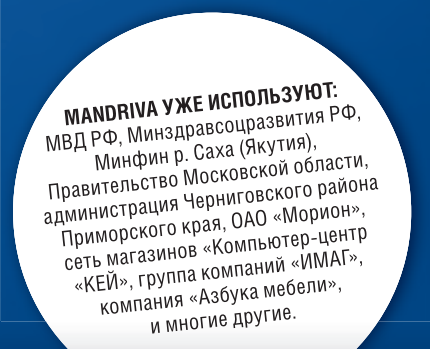 MANDRIVA УЖЕ ИСПОЛЬЗУЮТ:
МВД РФ, Минздравсоцразвития РФ,
Минфин р. Саха (Якутия),
Правительство Московской области,
администрация Черниговского района
Приморского края, ОАО «Морион»,
сеть магазинов «Компьютер-центр
«КЕЙ», группа компаний «ИМАГ»,
компания «Азбука мебели»,
и многие другие.